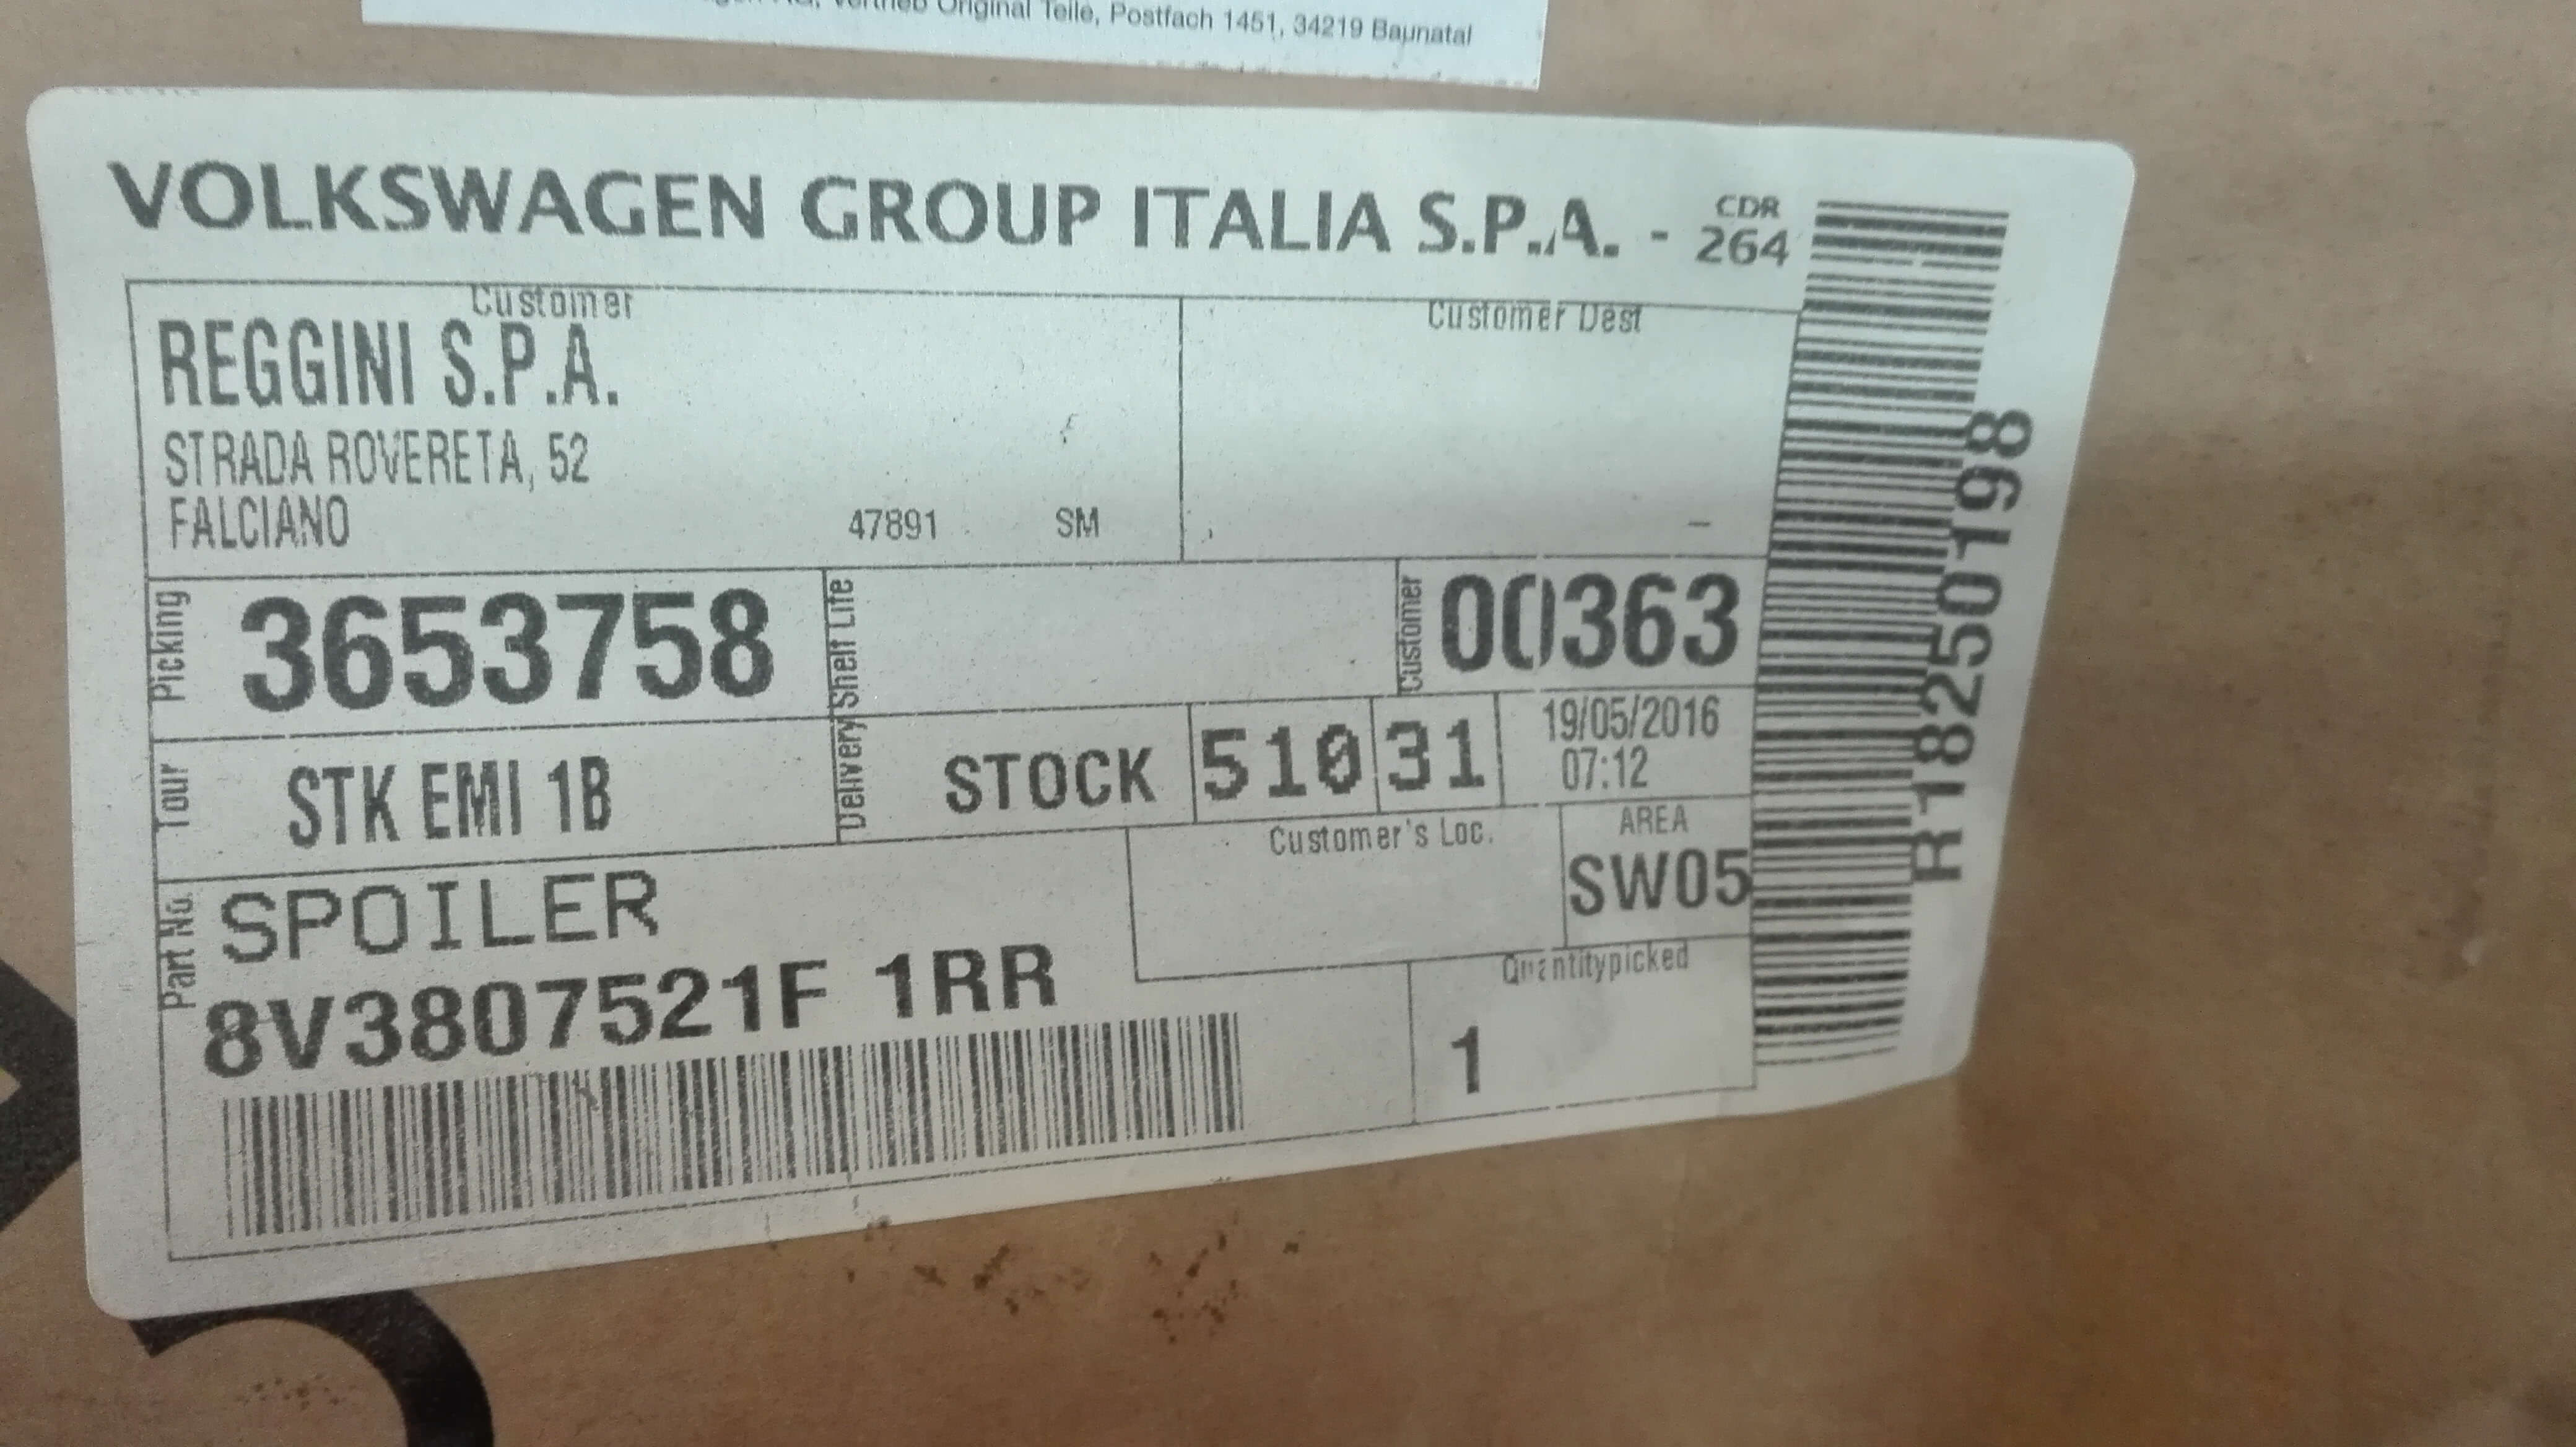 Vertrieb Original Teile, Postfach 1451, 34219 Baunatal
VOLKSWAGEN GROUP ITALIA S.P.A. - CDR 264
Customer
REGGINI S.P.A.
STRADA ROVERETA, 52
FALCIANO 47891 SM
Customer Dest
-
Picking 3653758
Shelf Life
Customer 00363
Tour STK EMI 1B
Delivery STOCK 510 31
19/05/2016
07:12
Customer's Loc.
AREA
SW05
Part No. SPOILER
8V3807521F 1RR
Quantitypicked
1
R18250198